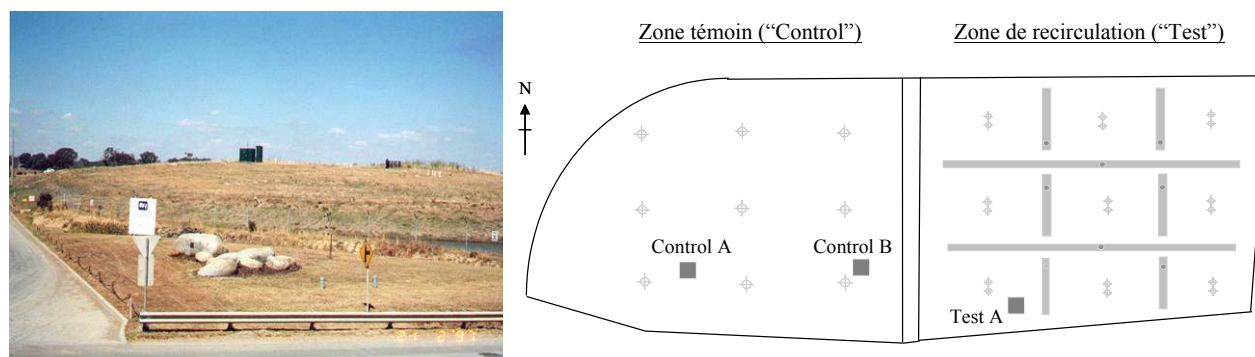 Zone témoin (“Control”)
Zone de recirculation (“Test”)
N
Control A
Control B
Test A